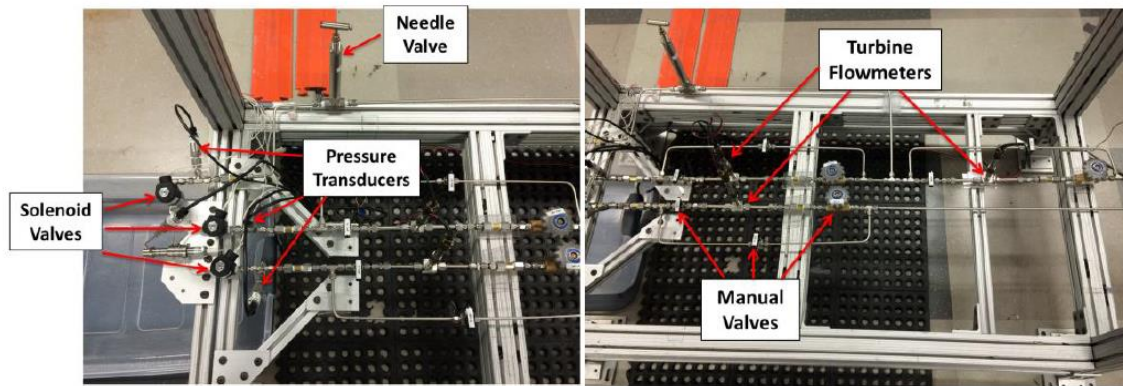 Needle
Valve
Pressure
Transducers
Solenoid
Valves
Turbine
Flowmeters
Manual
Valves